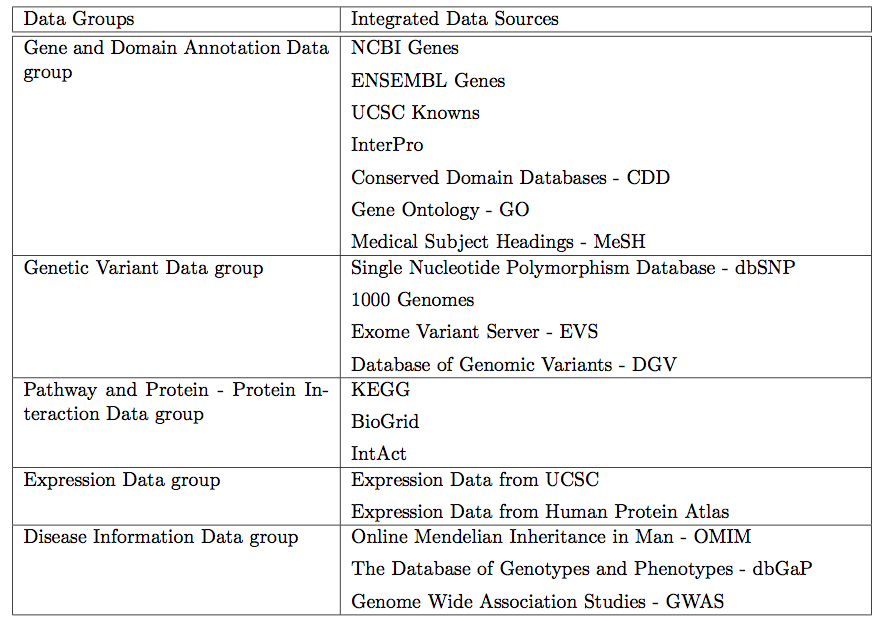 Data Groups
Integrated Data Sources
Gene and Domain Annotation Data
group
NCBI Genes
ENSEMBL Genes
UCSC Knowns
InterPro
Conserved Domain Databases - CDD
Gene Ontology - GO
Medical Subject Headings - MeSH
Genetic Variant Data group
Single Nucleotide Polymorphism Database - dbSNP
1000 Genomes
Exome Variant Server - EVS
Database of Genomic Variants - DGV
Pathway and Protein - Protein In-
teraction Data group
KEGG
BioGrid
IntAct
Expression Data group
Expression Data from UCSC
Expression Data from Human Protein Atlas
Disease Information Data group
Online Mendelian Inheritance in Man - OMIM
The Database of Genotypes and Phenotypes - dbGaP
Genome Wide Association Studies - GWAS